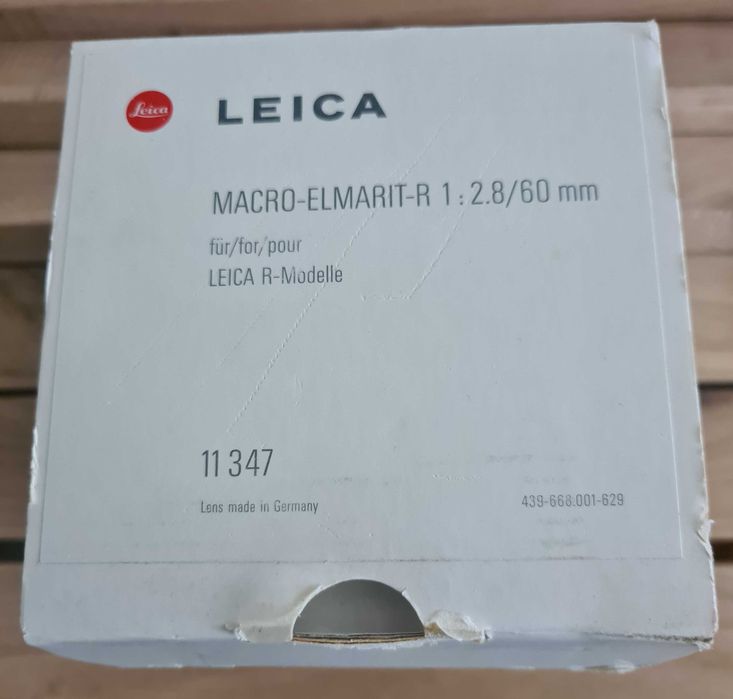 Leica
LEICA
MACRO-ELMARIT-R 1:2.8/60 mm
für/for/pour
LEICA R-Modelle
11 347
Lens made in Germany
439-668.001-629